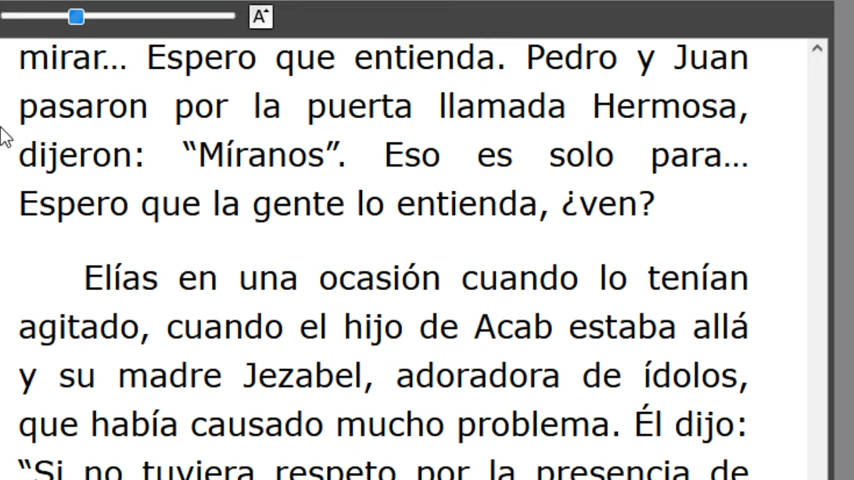 A
mirar... Espero que entienda. Pedro y Juan
pasaron por la puerta llamada Hermosa,
dijeron: “Míranos”. Eso es solo para...
Espero que la gente lo entienda, ¿ven?
Elías en una ocasión cuando lo tenían
agitado, cuando el hijo de Acab estaba allá
y su madre Jezabel, adoradora de ídolos,
que había causado mucho problema. Él dijo:
“Si no tuviera respeto por la presencia de